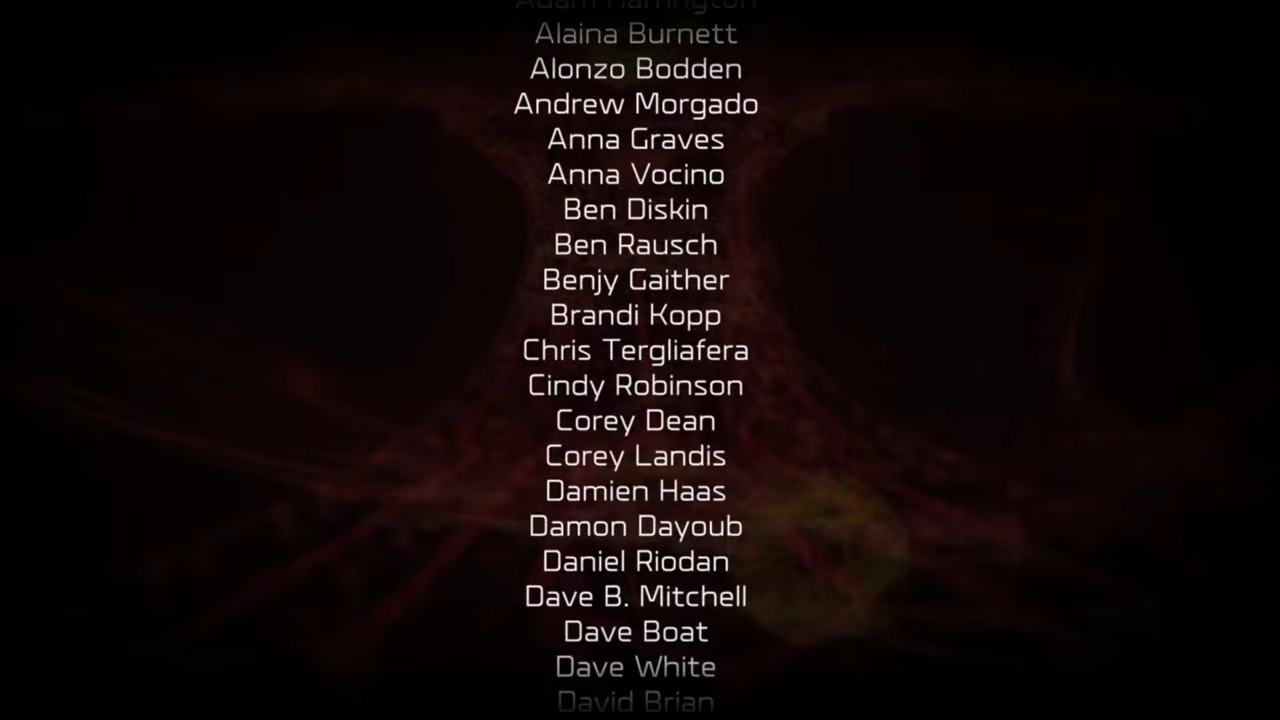 Adam Harrington
Alaina Burnett
Alonzo Bodden
Andrew Morgado
Anna Graves
Anna Vocino
Ben Diskin
Ben Rausch
Benjy Gaither
Brandi Kopp
Chris Tergliafera
Cindy Robinson
Corey Dean
Corey Landis
Damien Haas
Damon Dayoub
Daniel Riodan
Dave B. Mitchell
Dave Boat
Dave White
David Brian